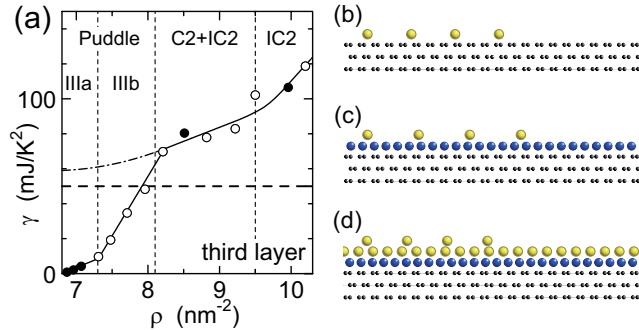 (a)
Puddle
C2+IC2
IC2
IIIa
IIIb
100
50
0
γ (mJ/K²)
third layer
7
8
9
10
ρ (nm⁻²)
(b)
(c)
(d)